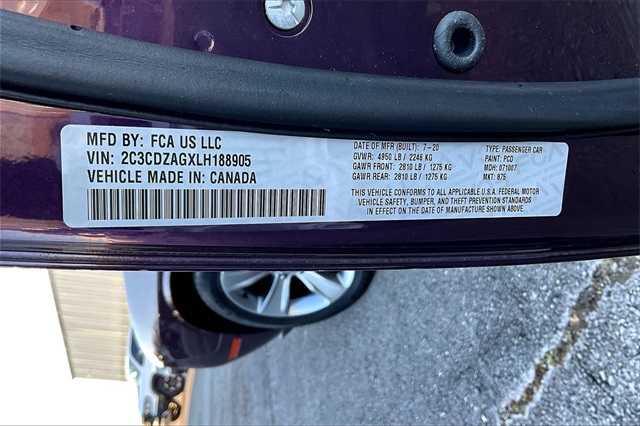 MFD BY: FCA US LLC
VIN: 2C3CDZAGXLH188905
VEHICLE MADE IN: CANADA
DATE OF MFR (BUILT): 7-20
GVWR: 4950 LB / 2246 KG
GAWR FRONT: 2810 LB / 1275 KG
GAWR REAR: 2810 LB / 1275 KG
TYPE: PASSENGER CAR
PAINT: PCD
MDH: 071007
MKT: 875
THIS VEHICLE CONFORMS TO ALL APPLICABLE U.S.A. FEDERAL MOTOR
VEHICLE SAFETY, BUMPER, AND THEFT PREVENTION STANDARDS
IN EFFECT ON THE DATE OF MANUFACTURE SHOWN ABOVE.